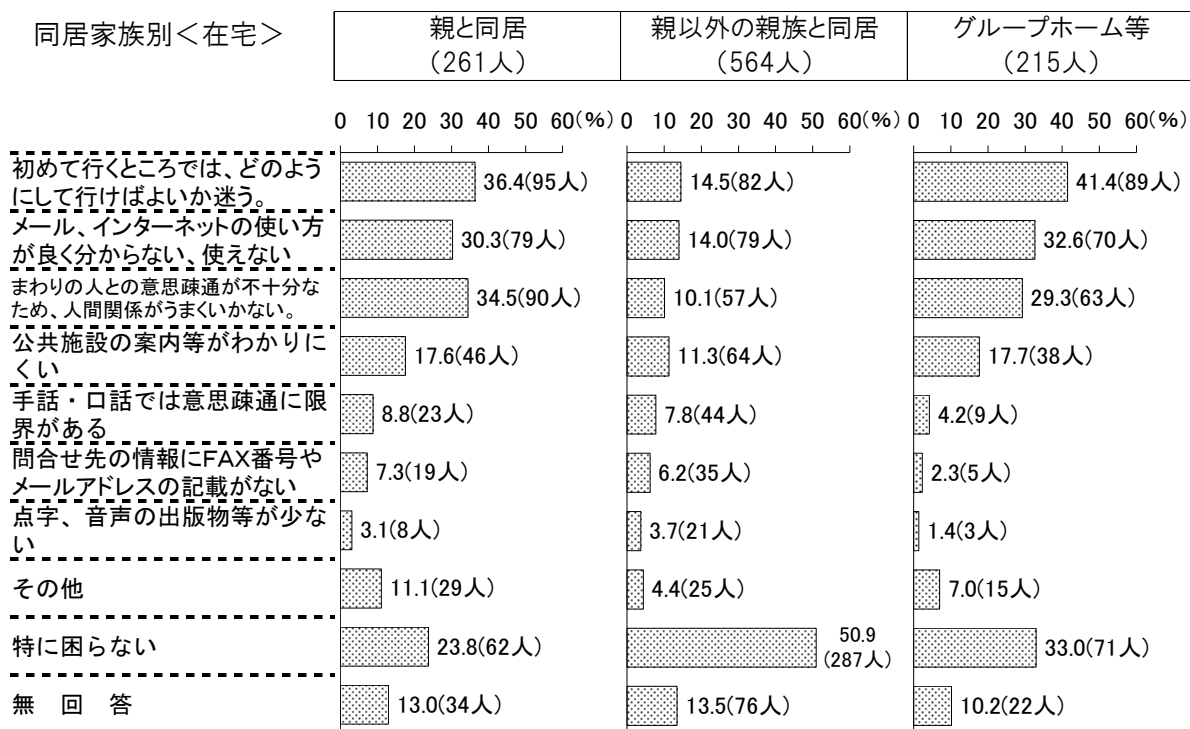 同居家族別＜在宅＞
親と同居
（261人）
親以外の親族と同居
（564人）
グループホーム等
（215人）
0 10 20 30 40 50 60(%)
0 10 20 30 40 50 60(%)
0 10 20 30 40 50 60(%)
初めて行くところでは、どのよう
にして行けばよいか迷う。
36.4(95人)
14.5(82人)
41.4(89人)
メール、インターネットの使い方
が良く分からない、使えない
30.3(79人)
14.0(79人)
32.6(70人)
まわりの人との意思疎通が不十分な
ため、人間関係がうまくいかない。
34.5(90人)
10.1(57人)
29.3(63人)
公共施設の案内等がわかりに
くい
17.6(46人)
11.3(64人)
17.7(38人)
手話・口話では意思疎通に限
界がある
8.8(23人)
7.8(44人)
4.2(9人)
問合せ先の情報にFAX番号や
メールアドレスの記載がない
7.3(19人)
6.2(35人)
2.3(5人)
点字、音声の出版物等が少な
い
3.1(8人)
3.7(21人)
1.4(3人)
その他
11.1(29人)
4.4(25人)
7.0(15人)
特に困らない
23.8(62人)
50.9
(287人)
33.0(71人)
無 回 答
13.0(34人)
13.5(76人)
10.2(22人)